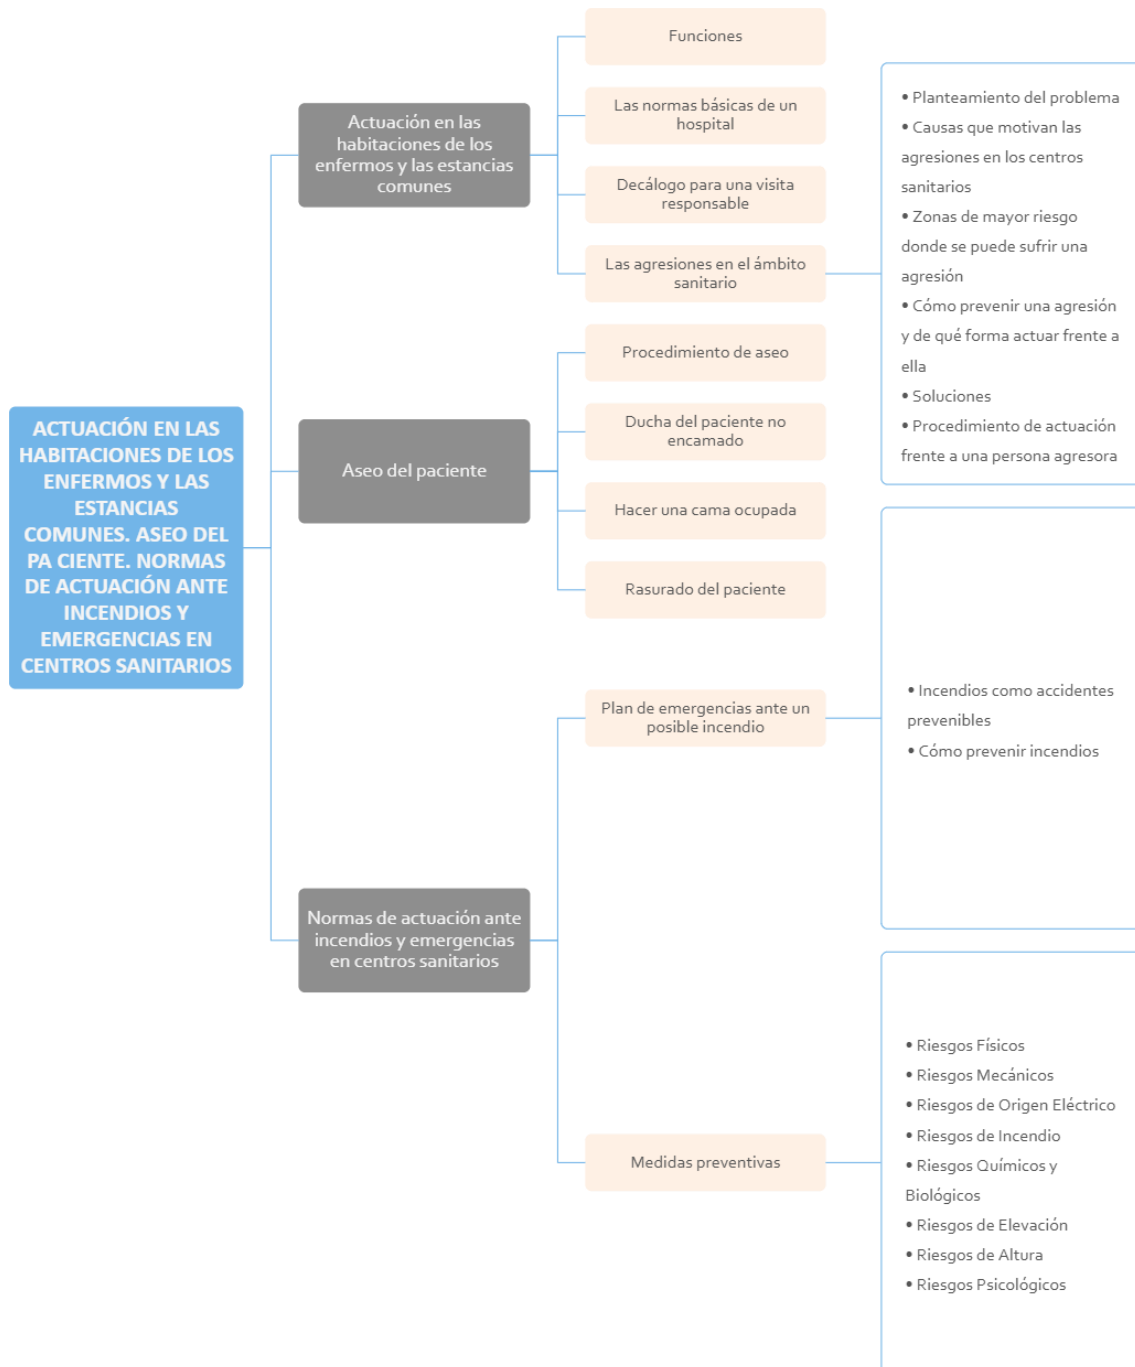 ACTUACIÓN EN LAS
HABITACIONES DE LOS
ENFERMOS Y LAS
ESTANCIAS
COMUNES. ASEO DEL
PA CIENTE. NORMAS
DE ACTUACIÓN ANTE
INCENDIOS Y
EMERGENCIAS EN
CENTROS SANITARIOS
Actuación en las
habitaciones de los
enfermos y las estancias
comunes
Funciones
Las normas básicas de un
hospital
Decálogo para una visita
responsable
Las agresiones en el ámbito
sanitario
• Planteamiento del problema
• Causas que motivan las
agresiones en los centros
sanitarios
• Zonas de mayor riesgo
donde se puede sufrir una
agresión
• Cómo prevenir una agresión
y de qué forma actuar frente a
ella
• Soluciones
• Procedimiento de actuación
frente a una persona agresora
Aseo del paciente
Procedimiento de aseo
Ducha del paciente no
encamado
Hacer una cama ocupada
Rasurado del paciente
Normas de actuación ante
incendios y emergencias
en centros sanitarios
Plan de emergencias ante un
posible incendio
• Incendios como accidentes
prevenibles
• Cómo prevenir incendios
Medidas preventivas
• Riesgos Físicos
• Riesgos Mecánicos
• Riesgos de Origen Eléctrico
• Riesgos de Incendio
• Riesgos Químicos y
Biológicos
• Riesgos de Elevación
• Riesgos de Altura
• Riesgos Psicológicos